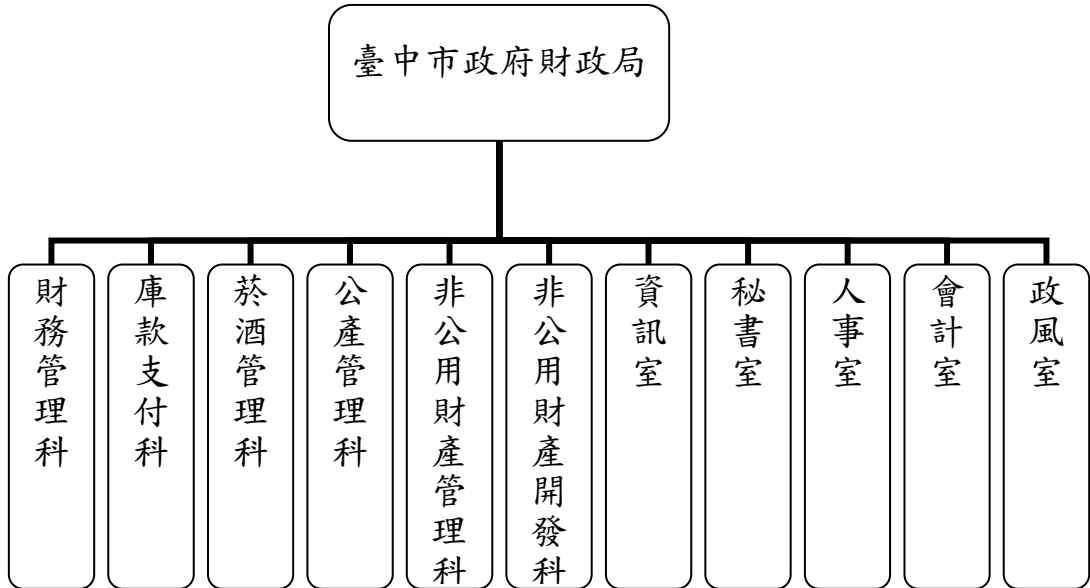 臺中市政府財政局
財務管理科
庫款支付科
菸酒管理科
公產管理科
非公用財產管理科
非公用財產開發科
資訊室
秘書室
人事室
會計室
政風室